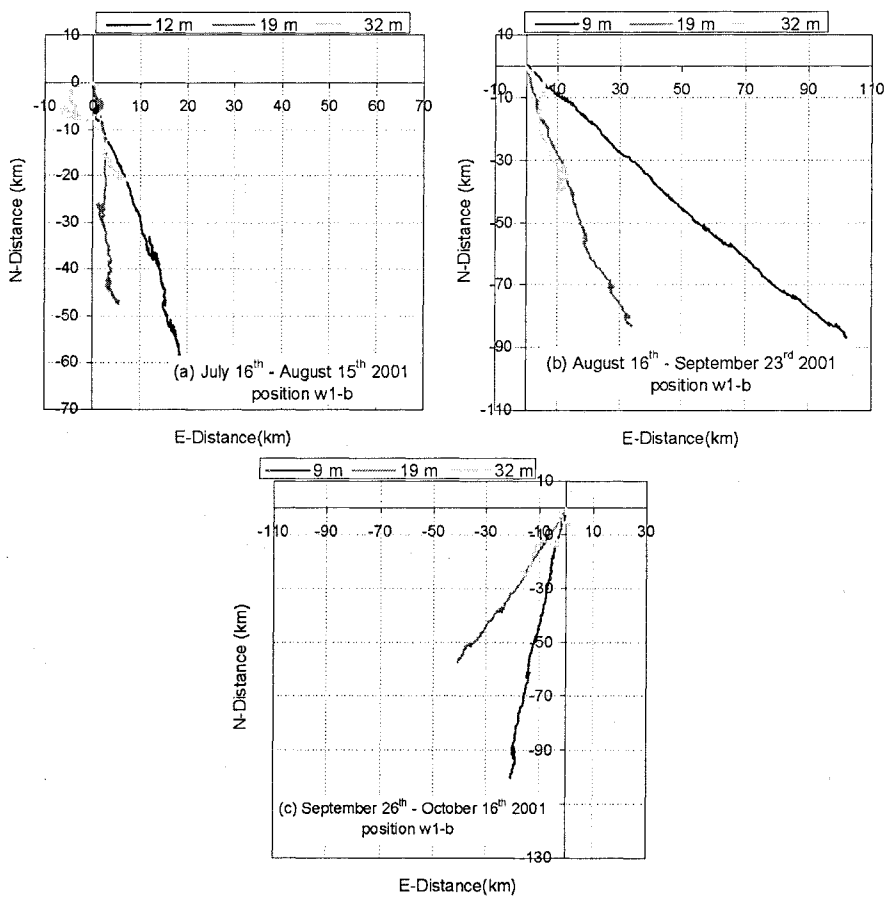 12 m 19 m 32 m
10
0
-10 0 10 20 30 40 50 60 70
-10
-20
-30
-40
-50
-60
-70
N-Distance (km)
(a) July 16th - August 15th 2001
position w1-b
E-Distance(km)
9 m 19 m 32 m
10
-10 10 30 50 70 90 110
-10
-30
-50
-70
-90
-110
N-Distance (km)
(b) August 16th - September 23rd 2001
position w1-b
E-Distance(km)
9 m 19 m 32 m
10
-110 -90 -70 -50 -30 -10 10 30
-10
-30
-50
-70
-90
-130
N-Distance (km)
(c) September 26th - October 16th 2001
position w1-b
E-Distance(km)